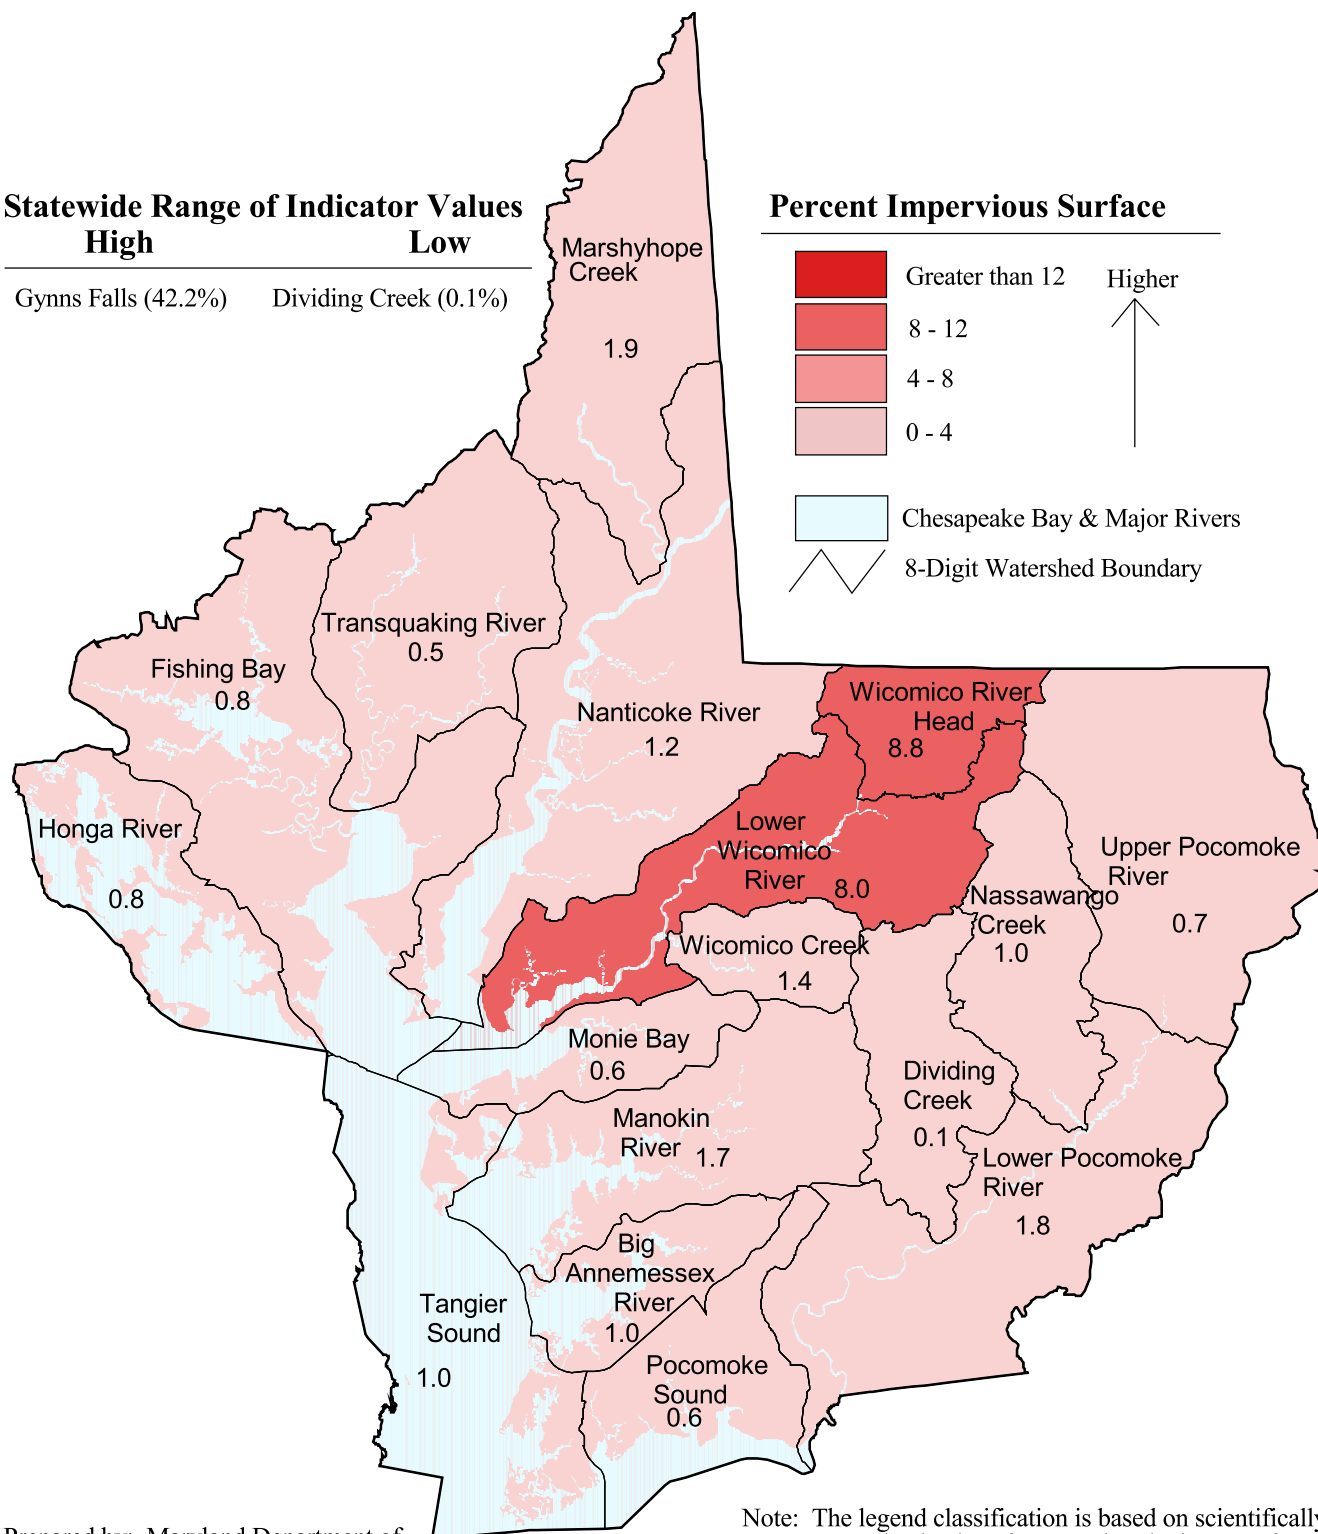 Statewide Range of Indicator Values
High Low
Gynns Falls (42.2%) Dividing Creek (0.1%)
Percent Impervious Surface
Greater than 12
Higher
8 - 12
4 - 8
0 - 4
Chesapeake Bay & Major Rivers
8-Digit Watershed Boundary
Marshyhope
Creek
1.9
Transquaking River
0.5
Fishing Bay
0.8
Nanticoke River
1.2
Wicomico River
Head
8.8
Honga River
0.8
Lower
Wicomico
River 8.0
Upper Pocomoke
River
0.7
Nassawango
Creek
1.0
Wicomico Creek
1.4
Monie Bay
0.6
Dividing
Creek
0.1
Manokin
River 1.7
Lower Pocomoke
River
1.8
Big
Annemessex
River
1.0
Tangier
Sound
1.0
Pocomoke
Sound
0.6
Note: The legend classification is based on scientifically
Prepared by: Maryland Department of